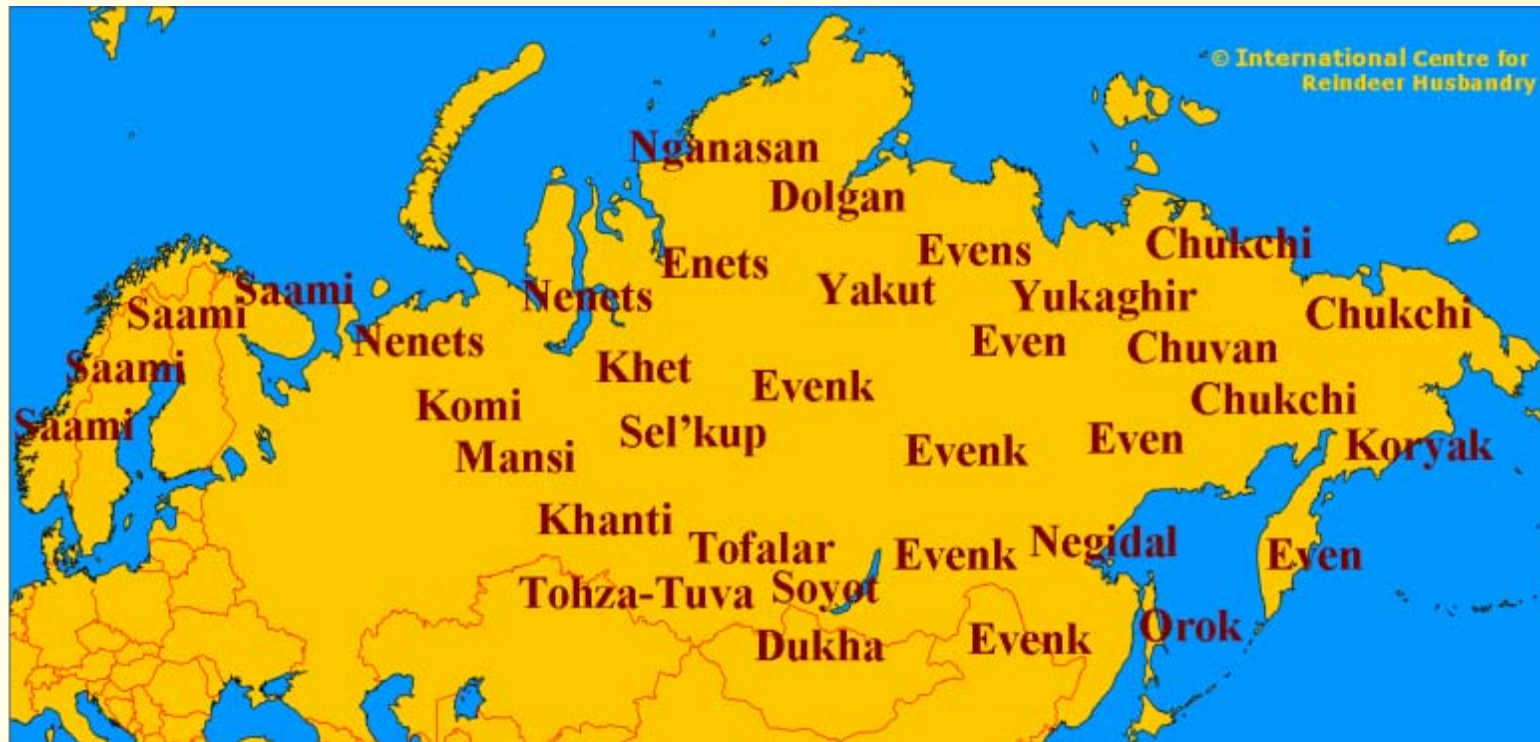 © International Centre for
Reindeer Husbandry
Nganasan
Dolgan
Evens
Chukchi
Enets
Saami
Nenets
Yakut
Yukaghir
Saami
Chukchi
Nenets
Even
Chuvan
Saami
Khet
Evenk
Komi
Chukchi
Saami
Sel'kup
Mansi
Evenk
Even
Koryak
Khanti
Tofalar
Evenk
Negidal
Even
Tohza-Tuva
Soyot
Dukha
Evenk
Orok